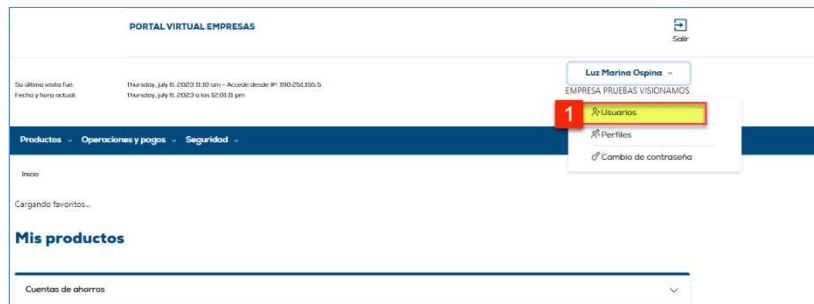 PORTAL VIRTUAL EMPRESAS
Salir
Luz Marina Ospina
Su última visita fue: Thursday, july 6, 2023 11:10 am - Accede desde IP: 190.251.155.5
EMPRESA PRUEBAS VISIONAMOS
Fecha y hora actual: Thursday, july 6, 2023 a las 12:01:11 pm
1 Usuarios
Perfiles
Cambio de contraseña
Productos Operaciones y pagos Seguridad
Inicio
Cargando favoritos...
Mis productos
Cuentas de ahorros